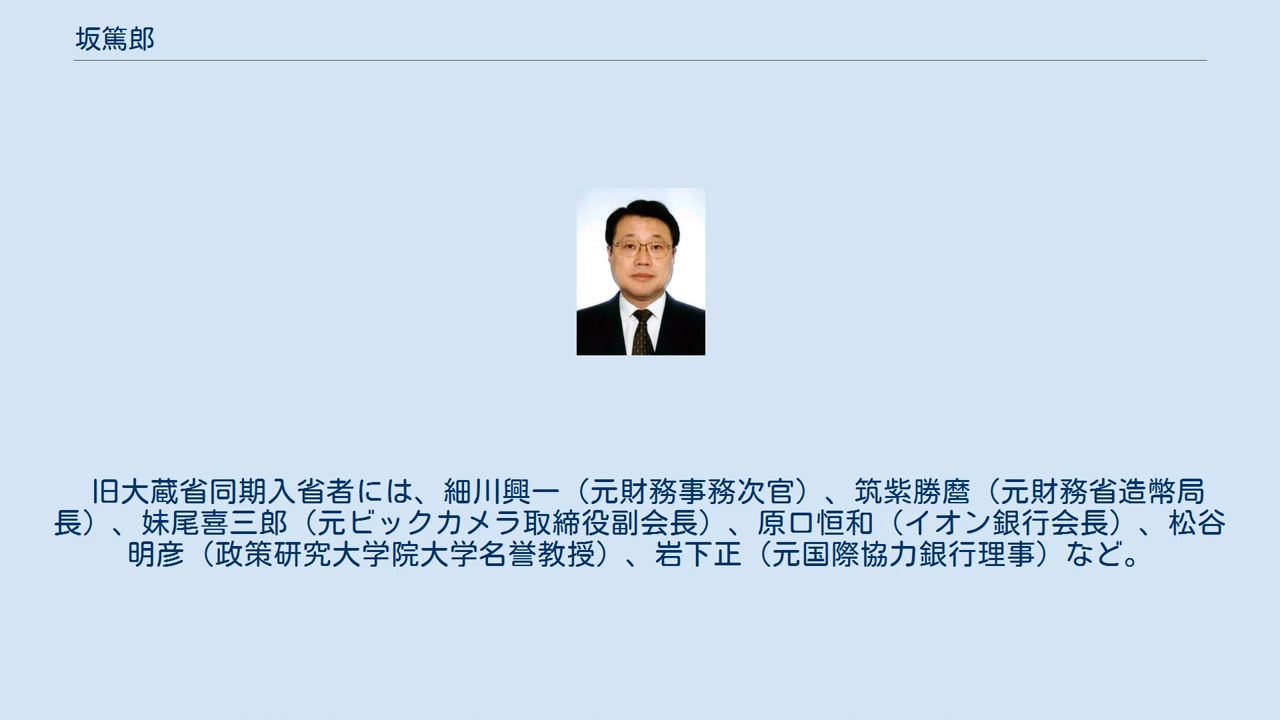 坂篤郎
旧大蔵省同期入省者には、細川興一（元財務事務次官）、筑紫勝麿（元財務省造幣局
長）、妹尾喜三郎（元ビックカメラ取締役副会長）、原口恒和（イオン銀行会長）、松谷
明彦（政策研究大学院大学名誉教授）、岩下正（元国際協力銀行理事）など。